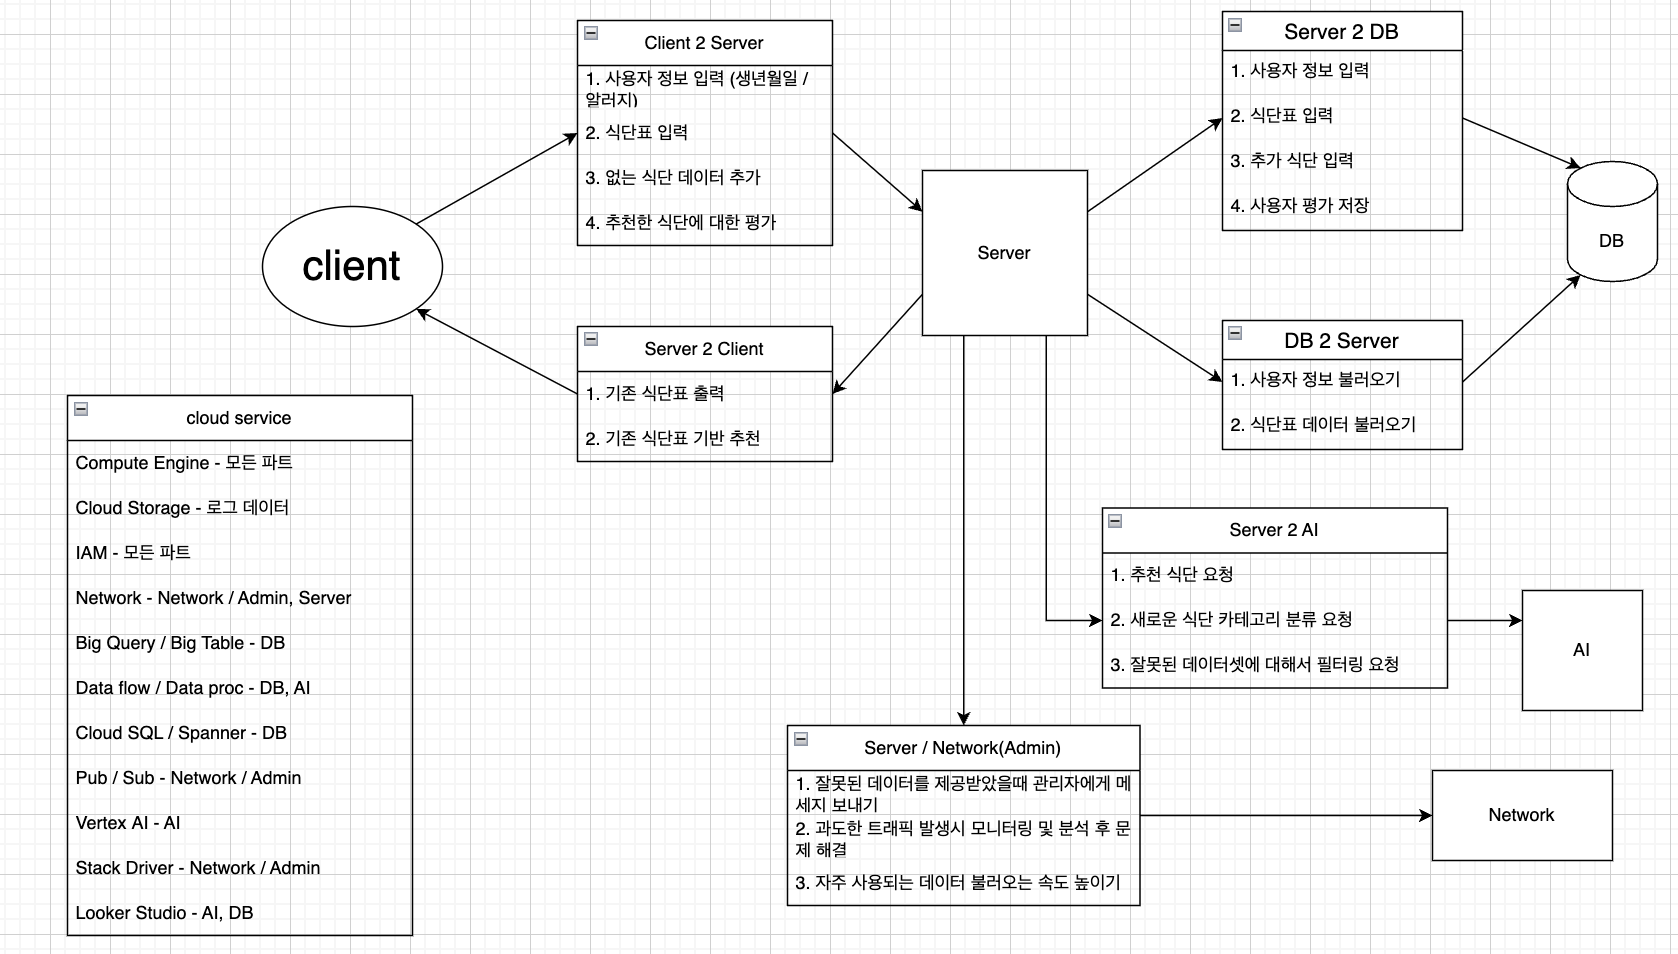 Client 2 Server
1. 사용자 정보 입력 (생년월일 /
알러지)
2. 식단표 입력
3. 없는 식단 데이터 추가
4. 추천한 식단에 대한 평가
Server 2 DB
1. 사용자 정보 입력
2. 식단표 입력
3. 추가 식단 입력
4. 사용자 평가 저장
client
Server
DB
Server 2 Client
1. 기존 식단표 출력
2. 기존 식단표 기반 추천
DB 2 Server
1. 사용자 정보 불러오기
2. 식단표 데이터 불러오기
cloud service
Compute Engine - 모든 파트
Cloud Storage - 로그 데이터
IAM - 모든 파트
Network - Network / Admin, Server
Big Query / Big Table - DB
Data flow / Data proc - DB, AI
Cloud SQL / Spanner - DB
Pub / Sub - Network / Admin
Vertex AI - AI
Stack Driver - Network / Admin
Looker Studio - AI, DB
Server 2 AI
1. 추천 식단 요청
2. 새로운 식단 카테고리 분류 요청
3. 잘못된 데이터셋에 대해서 필터링 요청
AI
Server / Network(Admin)
1. 잘못된 데이터를 제공받았을때 관리자에게 메
세지 보내기
2. 과도한 트래픽 발생시 모니터링 및 분석 후 문
제 해결
3. 자주 사용되는 데이터 불러오는 속도 높이기
Network